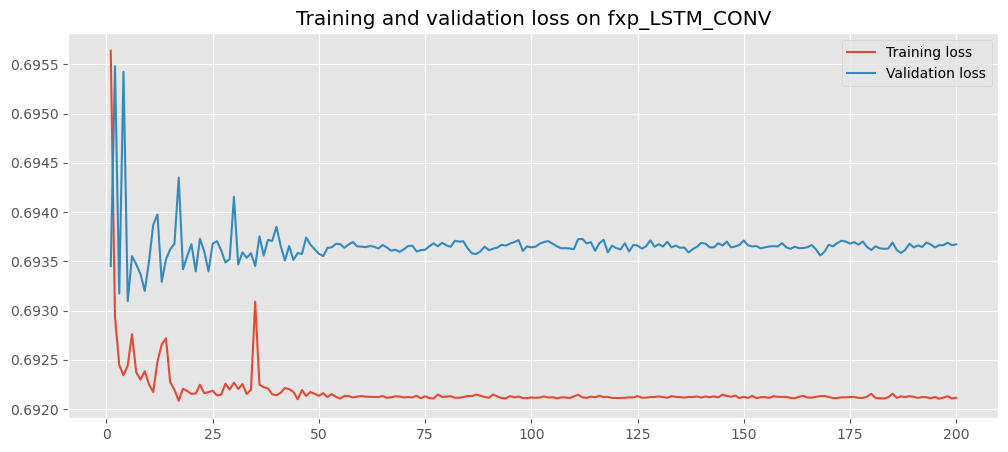 Training and validation loss on fxp_LSTM_CONV
Training loss
Validation loss
0.6955
0.6950
0.6945
0.6940
0.6935
0.6930
0.6925
0.6920
0 25 50 75 100 125 150 175 200